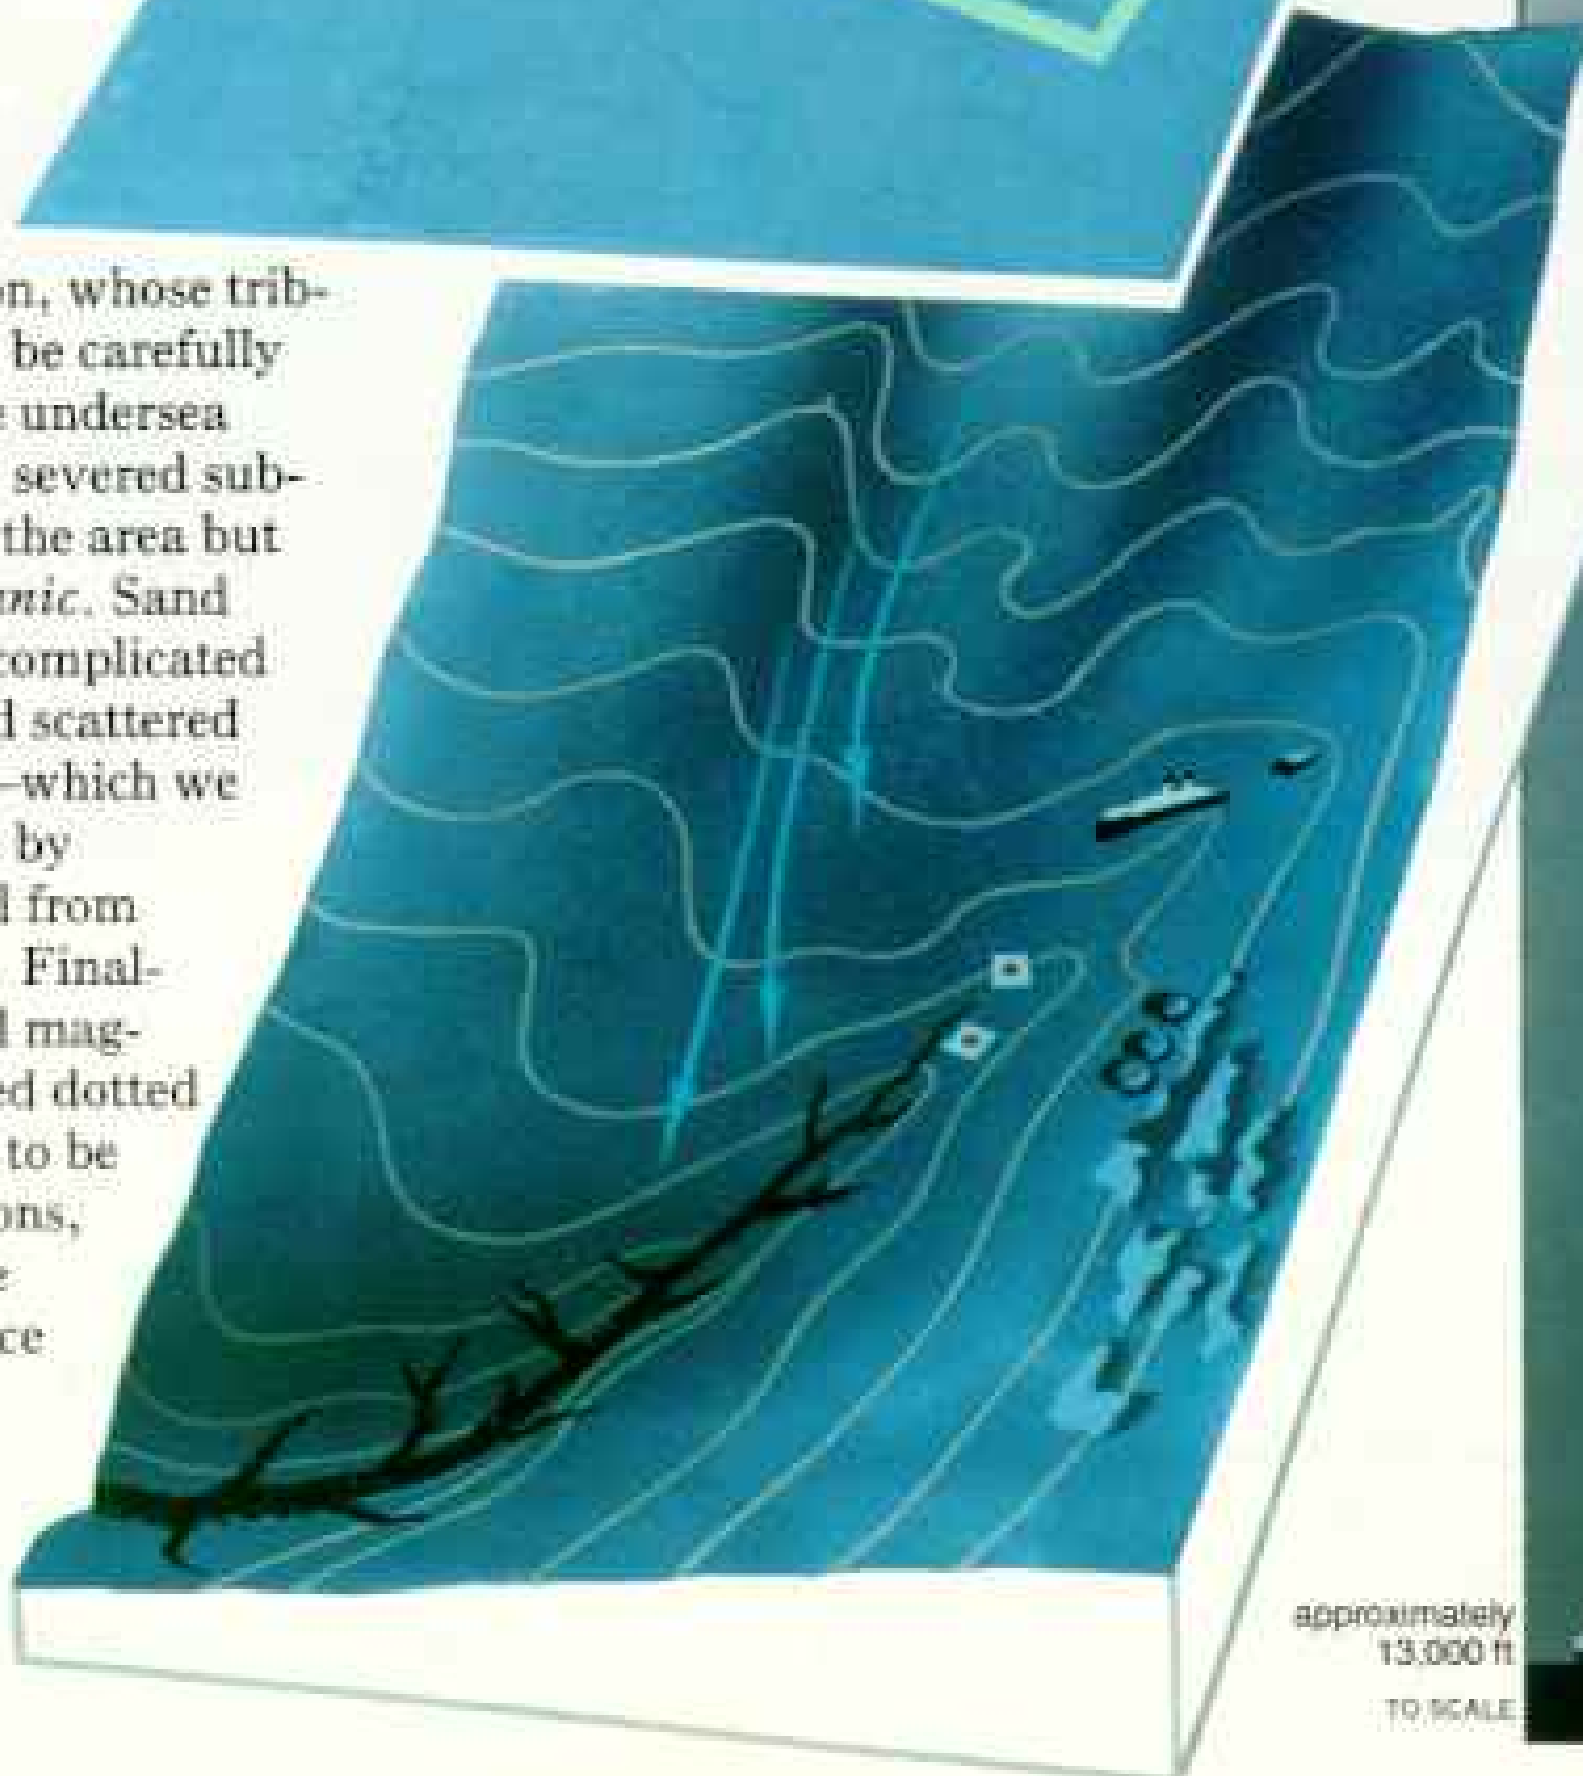 on, whose trib-
be carefully
e undersea
severed sub-
the area but
nic. Sand
complicated
d scattered
—which we
by
d from
Final-
l mag-
ed dotted
to be
ons,
e
ce
approximately
13,000 ft
TO SCALE